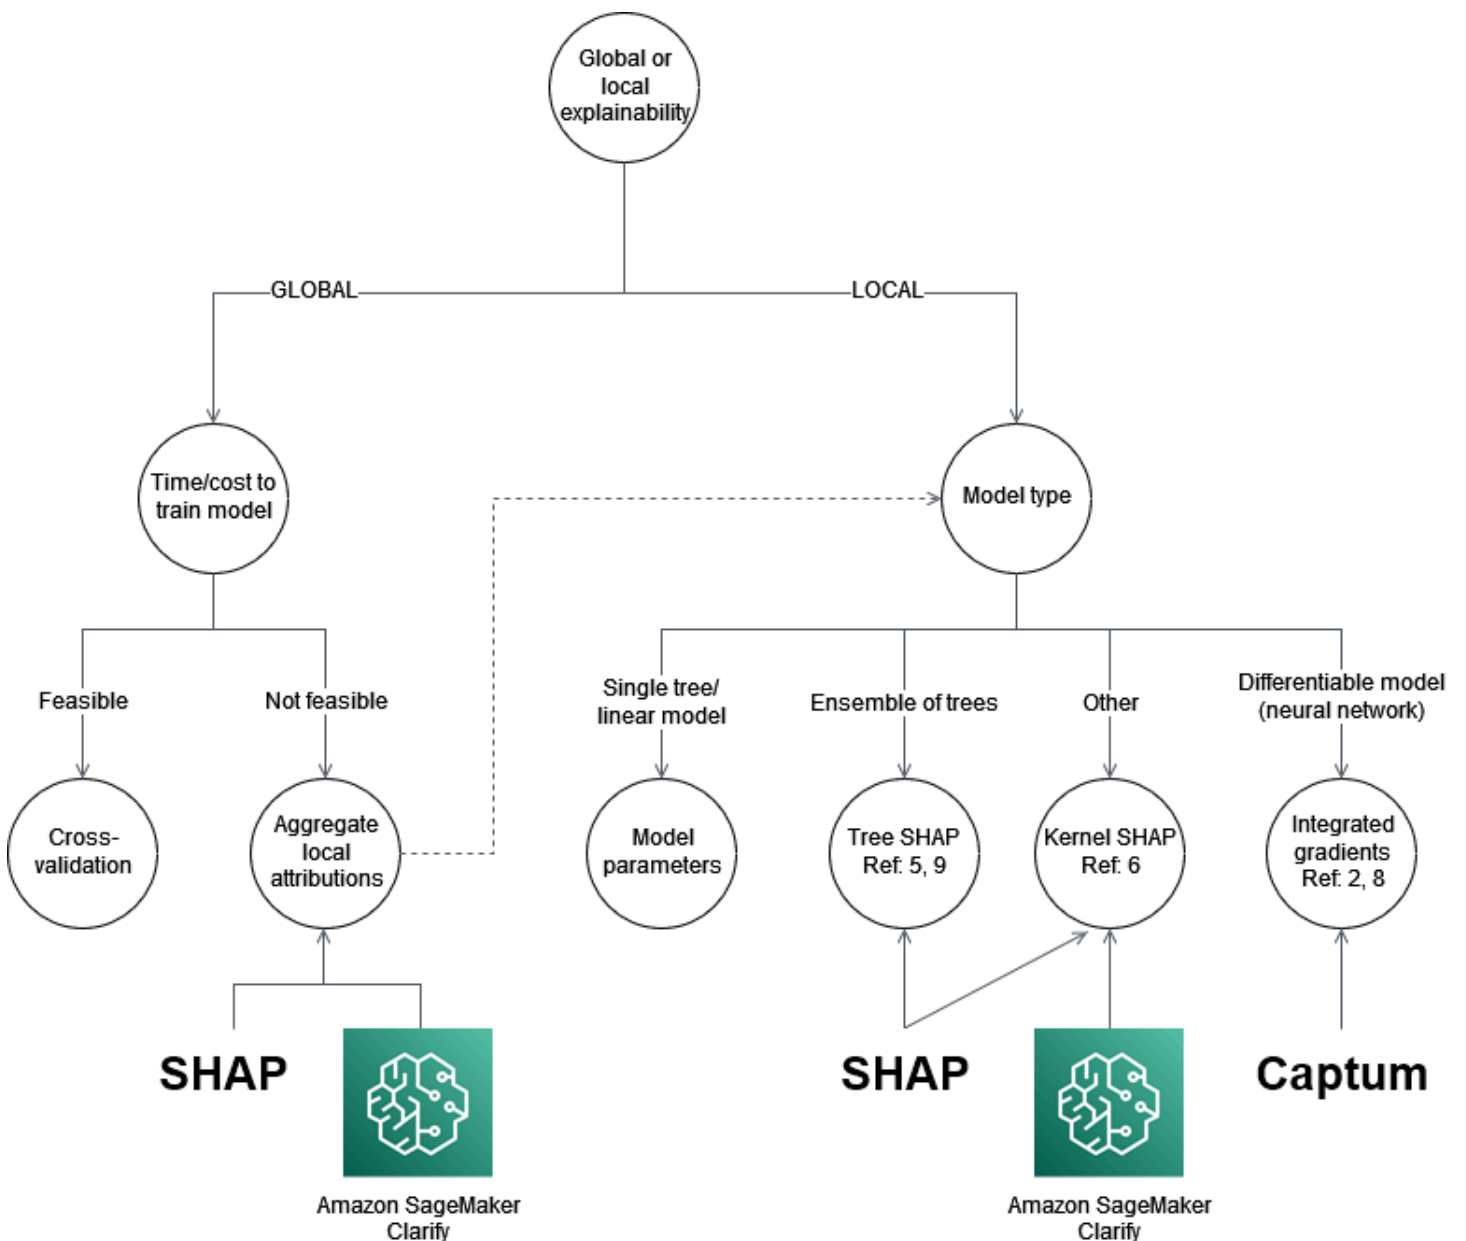 Global or
local
explainability
GLOBAL
LOCAL
Time/cost to
train model
Model type
Feasible
Not feasible
Single tree/
linear model
Ensemble of trees
Other
Differentiable model
(neural network)
Cross-
validation
Aggregate
local
attributions
Model
parameters
Tree SHAP
Ref: 5, 9
Kernel SHAP
Ref: 6
Integrated
gradients
Ref: 2, 8
SHAP
Amazon SageMaker
Clarify
SHAP
Amazon SageMaker
Clarify
Captum